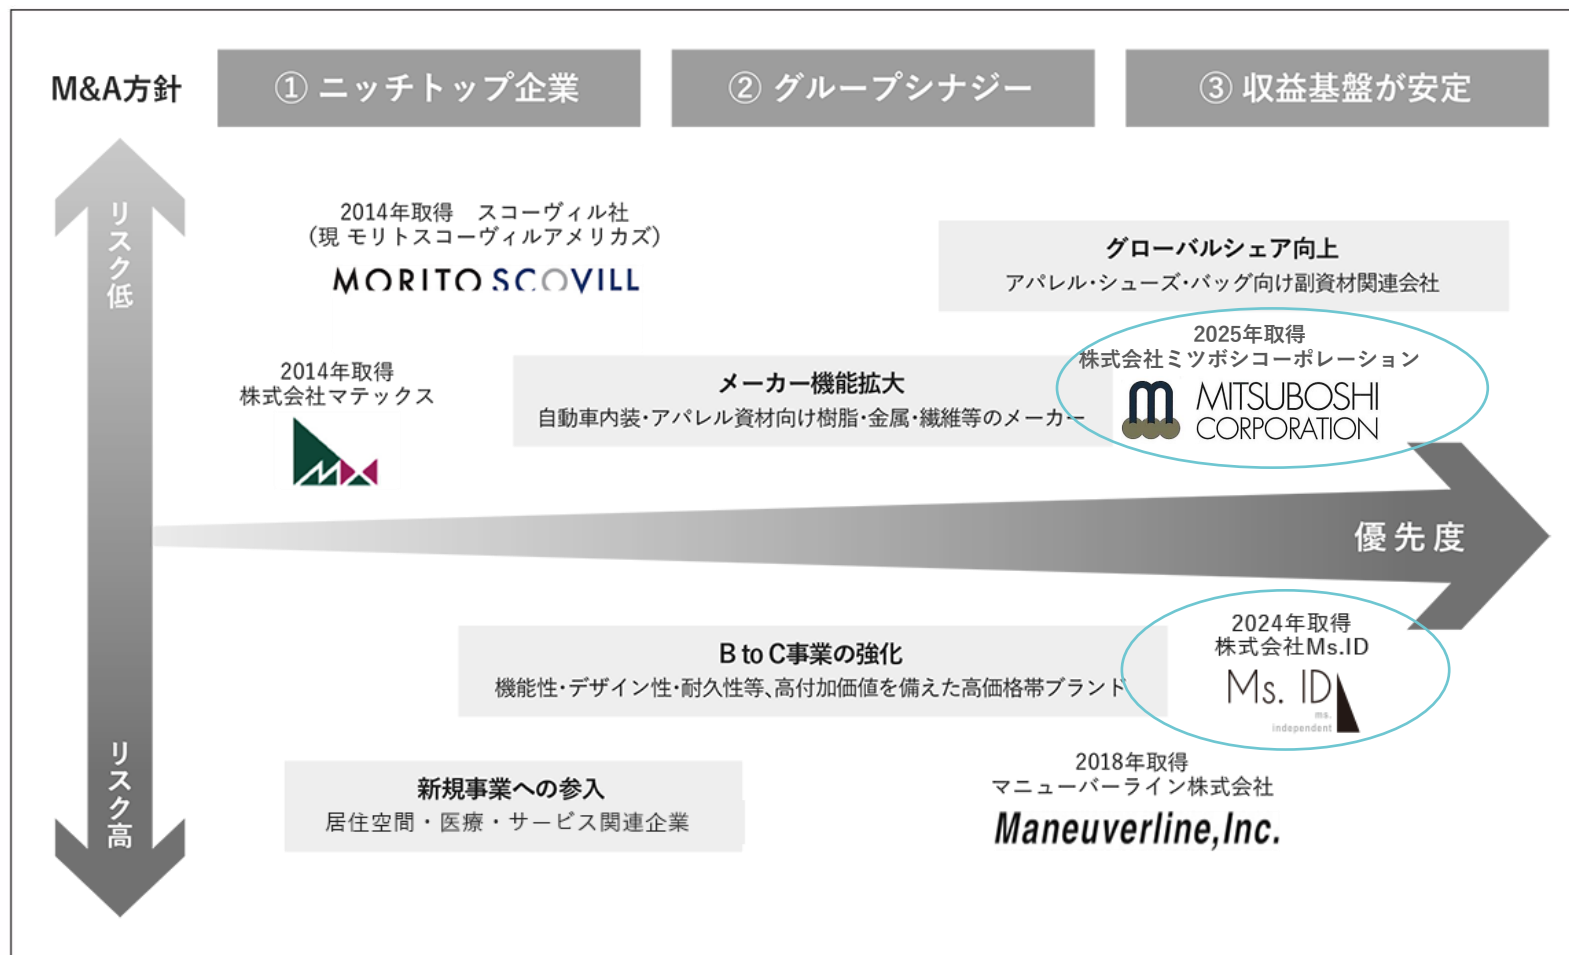 M&A方針
① ニッチトップ企業
② グループシナジー
③ 収益基盤が安定
リスク低
2014年取得　スコーヴィル社
(現 モリトスコーヴィルアメリカズ)
MORITO SCOVILL
グローバルシェア向上
アパレル･シューズ･バッグ向け副資材関連会社
2014年取得
株式会社マテックス
メーカー機能拡大
自動車内装･アパレル資材向け樹脂･金属･繊維等のメーカー
2025年取得
株式会社ミツボシコーポレーション
m
MITSUBOSHI
CORPORATION
優先度
B to C事業の強化
機能性･デザイン性･耐久性等、高付加価値を備えた高価格帯ブランド
2024年取得
株式会社Ms.ID
Ms. ID
ms.
independent
リスク高
新規事業への参入
居住空間・医療・サービス関連企業
2018年取得
マニューバーライン株式会社
Maneuverline,Inc.